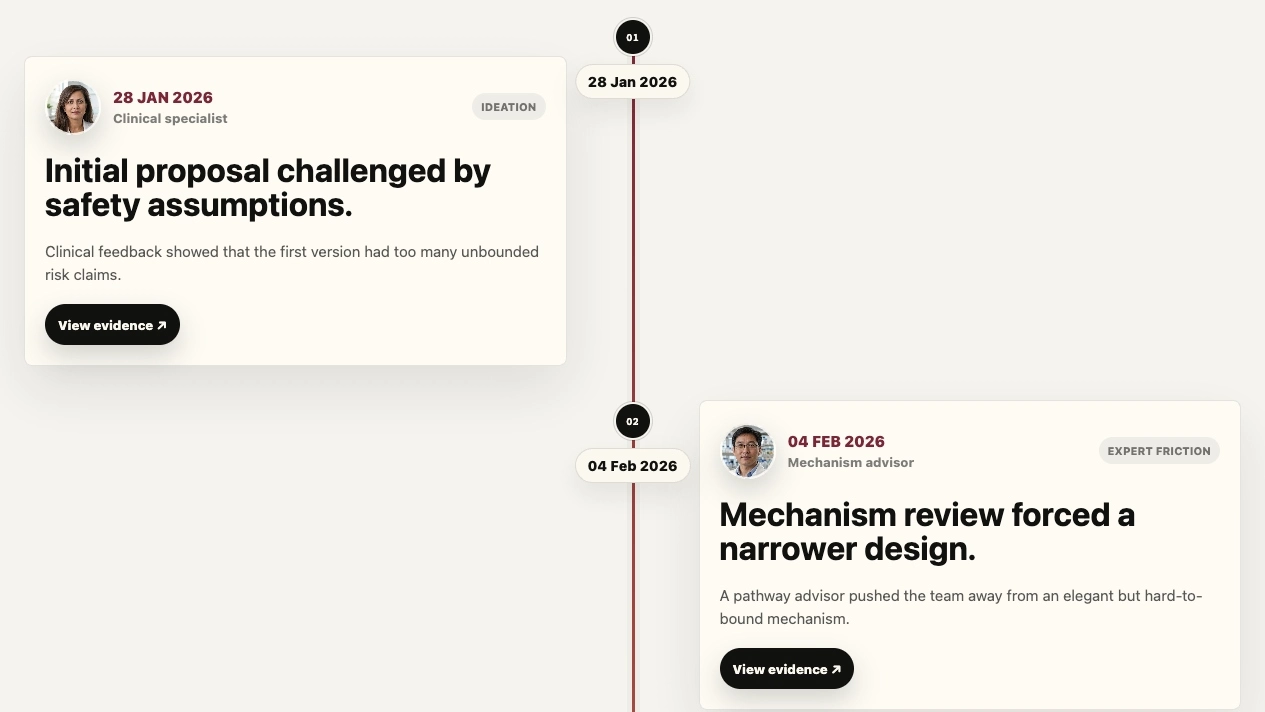 01
28 Jan 2026
28 JAN 2026
Clinical specialist
IDEATION
Initial proposal challenged by
safety assumptions.
Clinical feedback showed that the first version had too many unbounded
risk claims.
View evidence ↗
02
04 Feb 2026
04 FEB 2026
Mechanism advisor
EXPERT FRICTION
Mechanism review forced a
narrower design.
A pathway advisor pushed the team away from an elegant but hard-to-
bound mechanism.
View evidence ↗